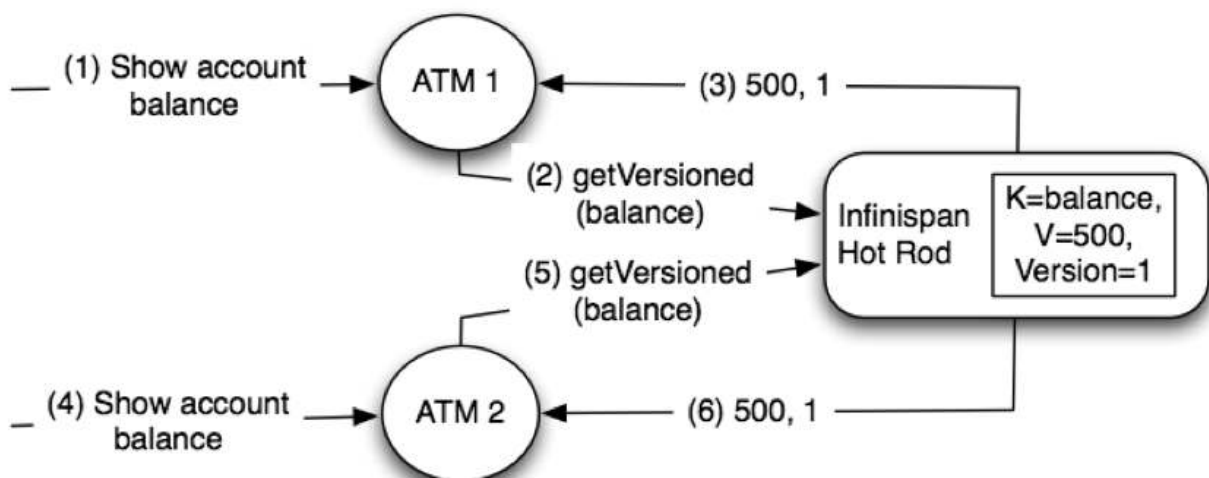 (1) Show account
balance
ATM 1
(3) 500, 1
(2) getVersioned
(balance)
Infinispan
Hot Rod
K=balance,
V=500,
Version=1
(5) getVersioned
(balance)
(4) Show account
balance
ATM 2
(6) 500, 1